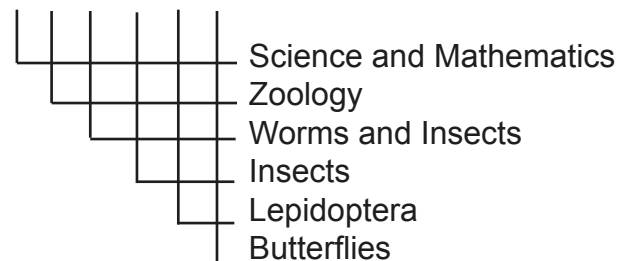 Science and Mathematics
Zoology
Worms and Insects
Insects
Lepidoptera
Butterflies